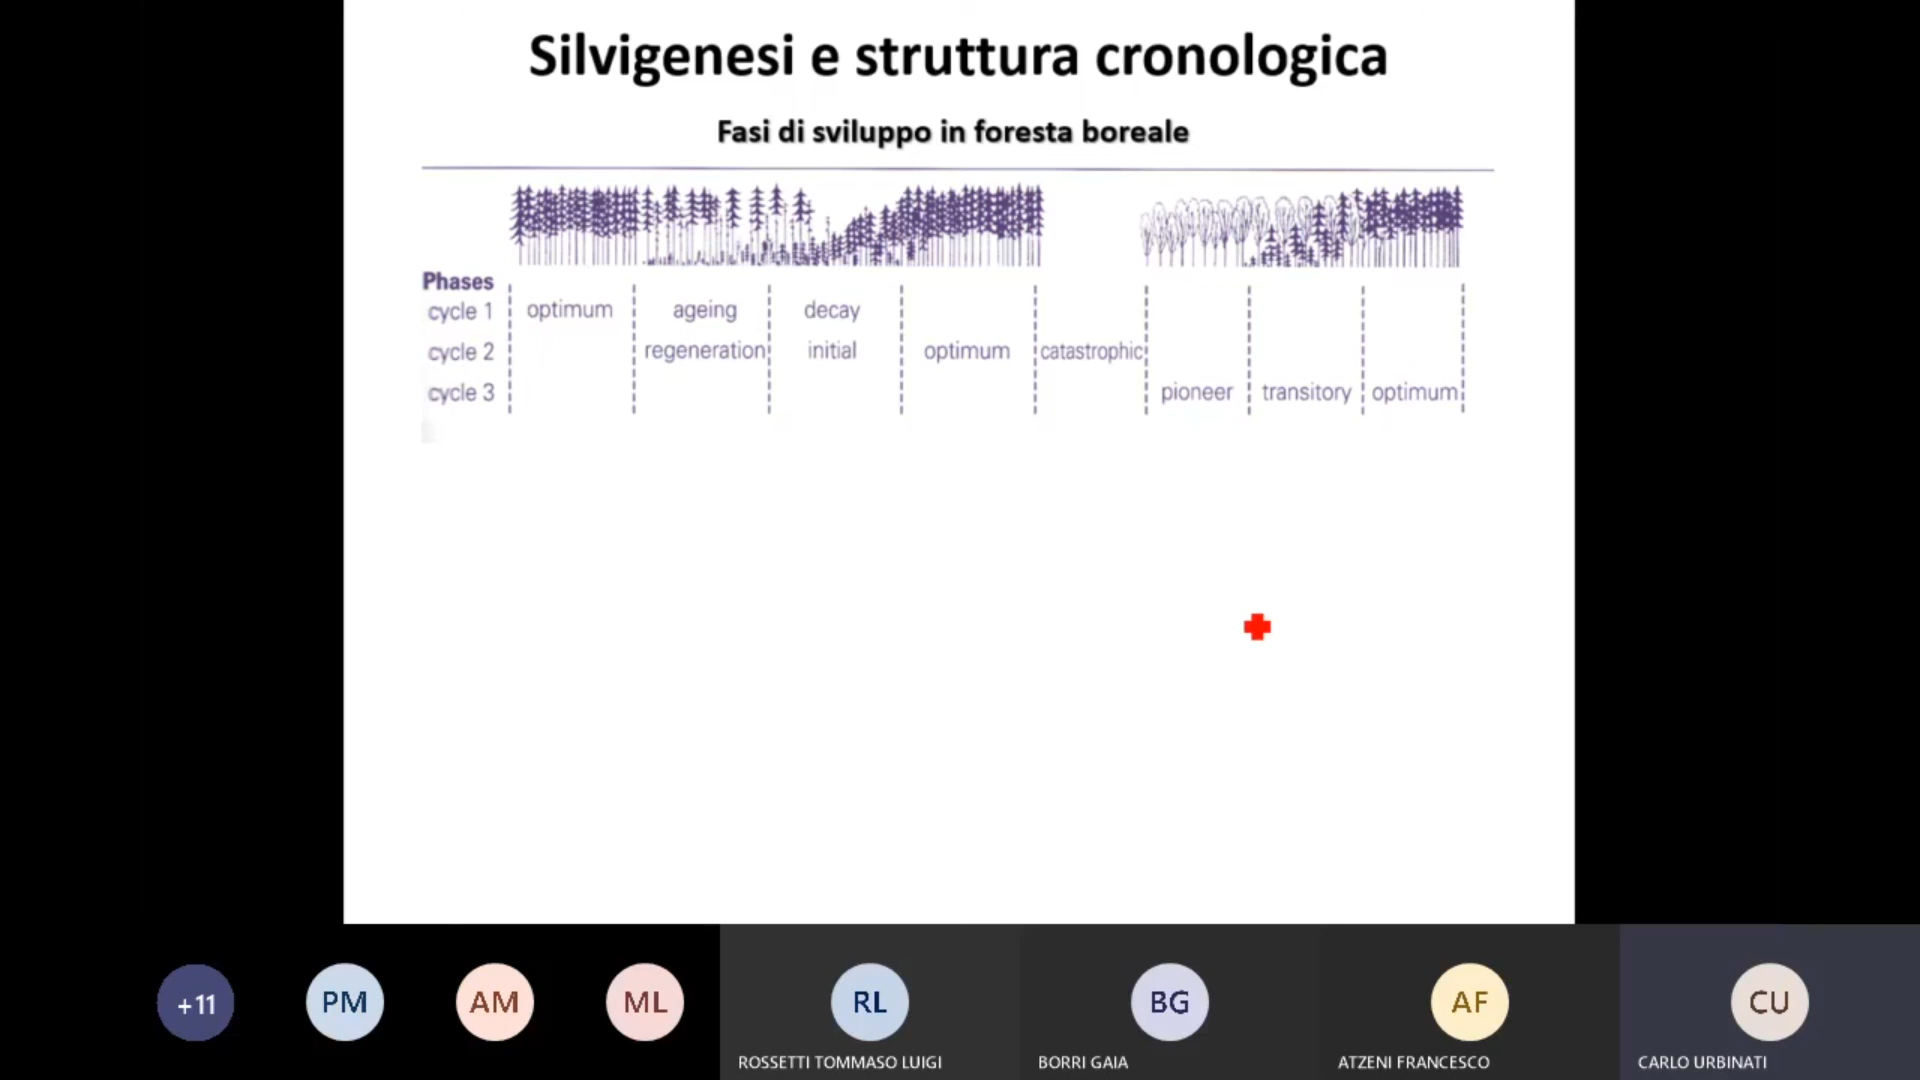 Silvigenesi e struttura cronologica
Fasi di sviluppo in foresta boreale
Phases
cycle 1 optimum ageing decay
cycle 2 regeneration initial optimum catastrophic
cycle 3 pioneer transitory optimum
+11 PM AM ML RL BG AF CU
ROSSETTI TOMMASO LUIGI BORRI GAIA ATZENI FRANCESCO CARLO URBINATI